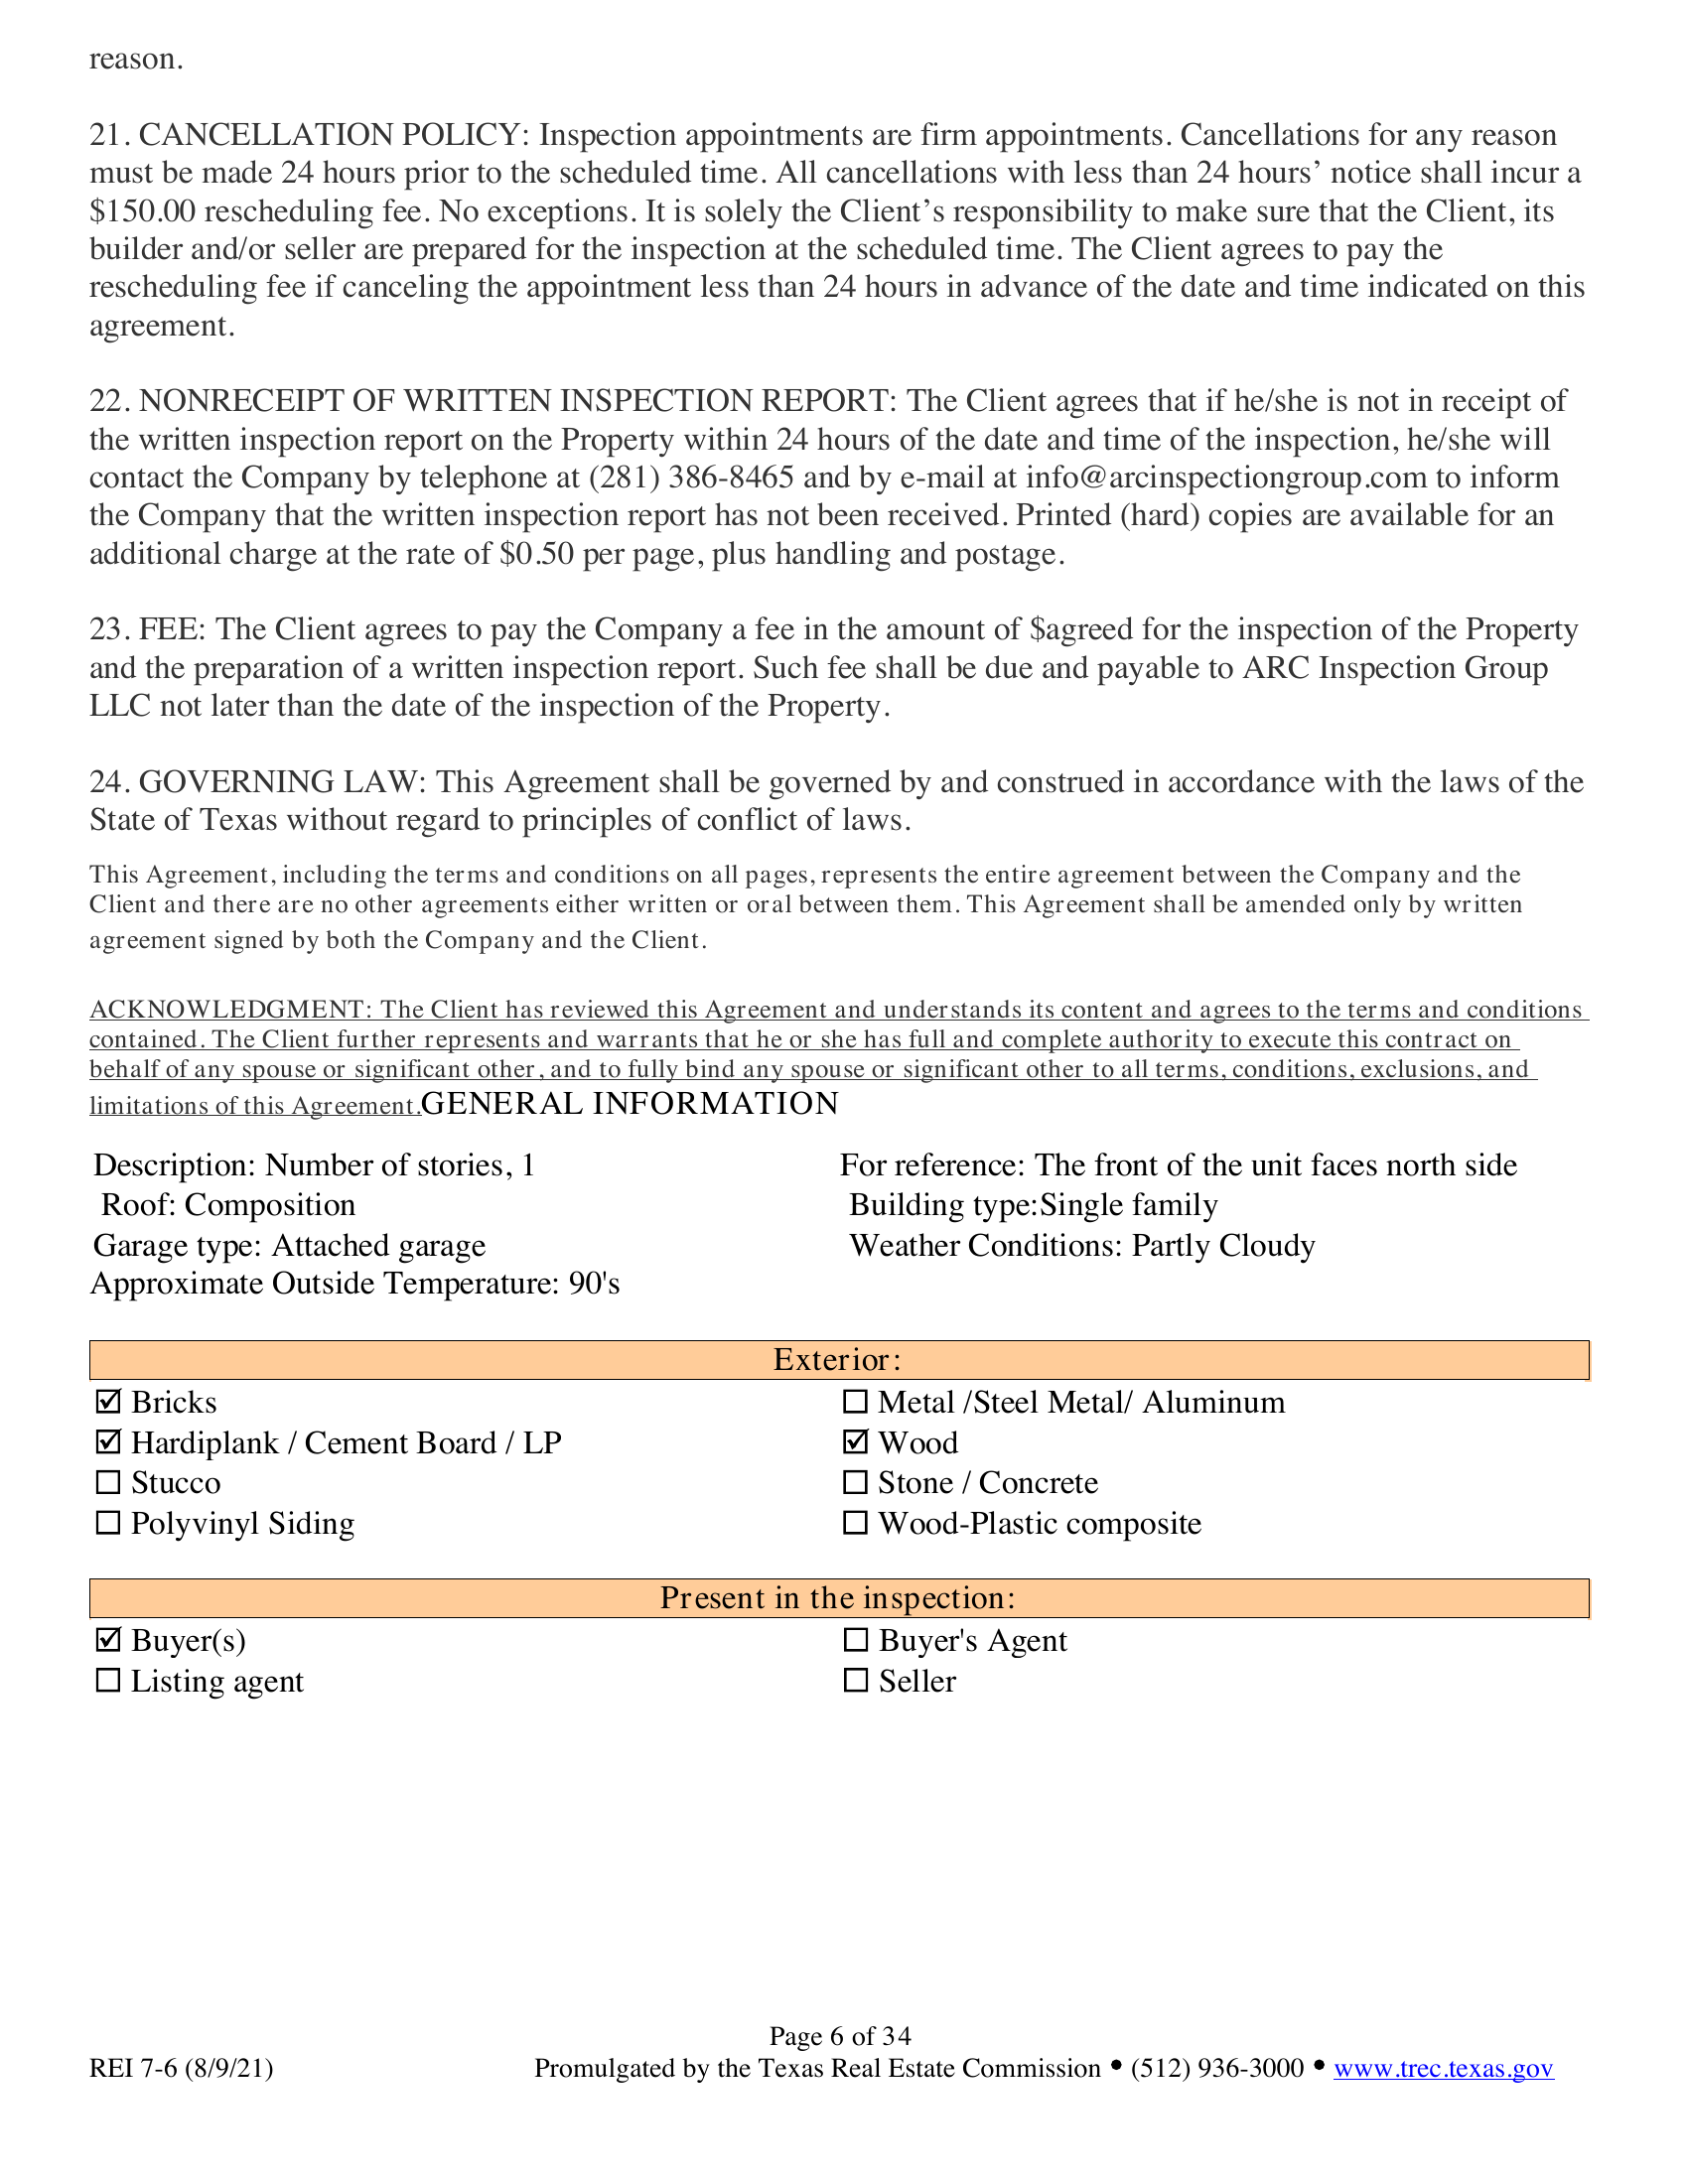 reason.
21. CANCELLATION POLICY: Inspection appointments are firm appointments. Cancellations for any reason
must be made 24 hours prior to the scheduled time. All cancellations with less than 24 hours’ notice shall incur a
$150.00 rescheduling fee. No exceptions. It is solely the Client’s responsibility to make sure that the Client, its
builder and/or seller are prepared for the inspection at the scheduled time. The Client agrees to pay the
rescheduling fee if canceling the appointment less than 24 hours in advance of the date and time indicated on this
agreement.
22. NONRECEIPT OF WRITTEN INSPECTION REPORT: The Client agrees that if he/she is not in receipt of
the written inspection report on the Property within 24 hours of the date and time of the inspection, he/she will
contact the Company by telephone at (281) 386-8465 and by e-mail at info@arcinspectiongroup.com to inform
the Company that the written inspection report has not been received. Printed (hard) copies are available for an
additional charge at the rate of $0.50 per page, plus handling and postage.
23. FEE: The Client agrees to pay the Company a fee in the amount of $agreed for the inspection of the Property
and the preparation of a written inspection report. Such fee shall be due and payable to ARC Inspection Group
LLC not later than the date of the inspection of the Property.
24. GOVERNING LAW: This Agreement shall be governed by and construed in accordance with the laws of the
State of Texas without regard to principles of conflict of laws.
This Agreement, including the terms and conditions on all pages, represents the entire agreement between the Company and the
Client and there are no other agreements either written or oral between them. This Agreement shall be amended only by written
agreement signed by both the Company and the Client.
ACKNOWLEDGMENT: The Client has reviewed this Agreement and understands its content and agrees to the terms and conditions
contained. The Client further represents and warrants that he or she has full and complete authority to execute this contract on
behalf of any spouse or significant other, and to fully bind any spouse or significant other to all terms, conditions, exclusions, and
limitations of this Agreement.GENERAL INFORMATION
Description: Number of stories, 1 For reference: The front of the unit faces north side
Roof: Composition Building type:Single family
Garage type: Attached garage Weather Conditions: Partly Cloudy
Approximate Outside Temperature: 90's
Exterior:
☑ Bricks ☐ Metal /Steel Metal/ Aluminum
☑ Hardiplank / Cement Board / LP ☑ Wood
☐ Stucco ☐ Stone / Concrete
☐ Polyvinyl Siding ☐ Wood-Plastic composite
Present in the inspection:
☑ Buyer(s) ☐ Buyer's Agent
☐ Listing agent ☐ Seller
Page 6 of 34
REI 7-6 (8/9/21) Promulgated by the Texas Real Estate Commission • (512) 936-3000 • www.trec.texas.gov